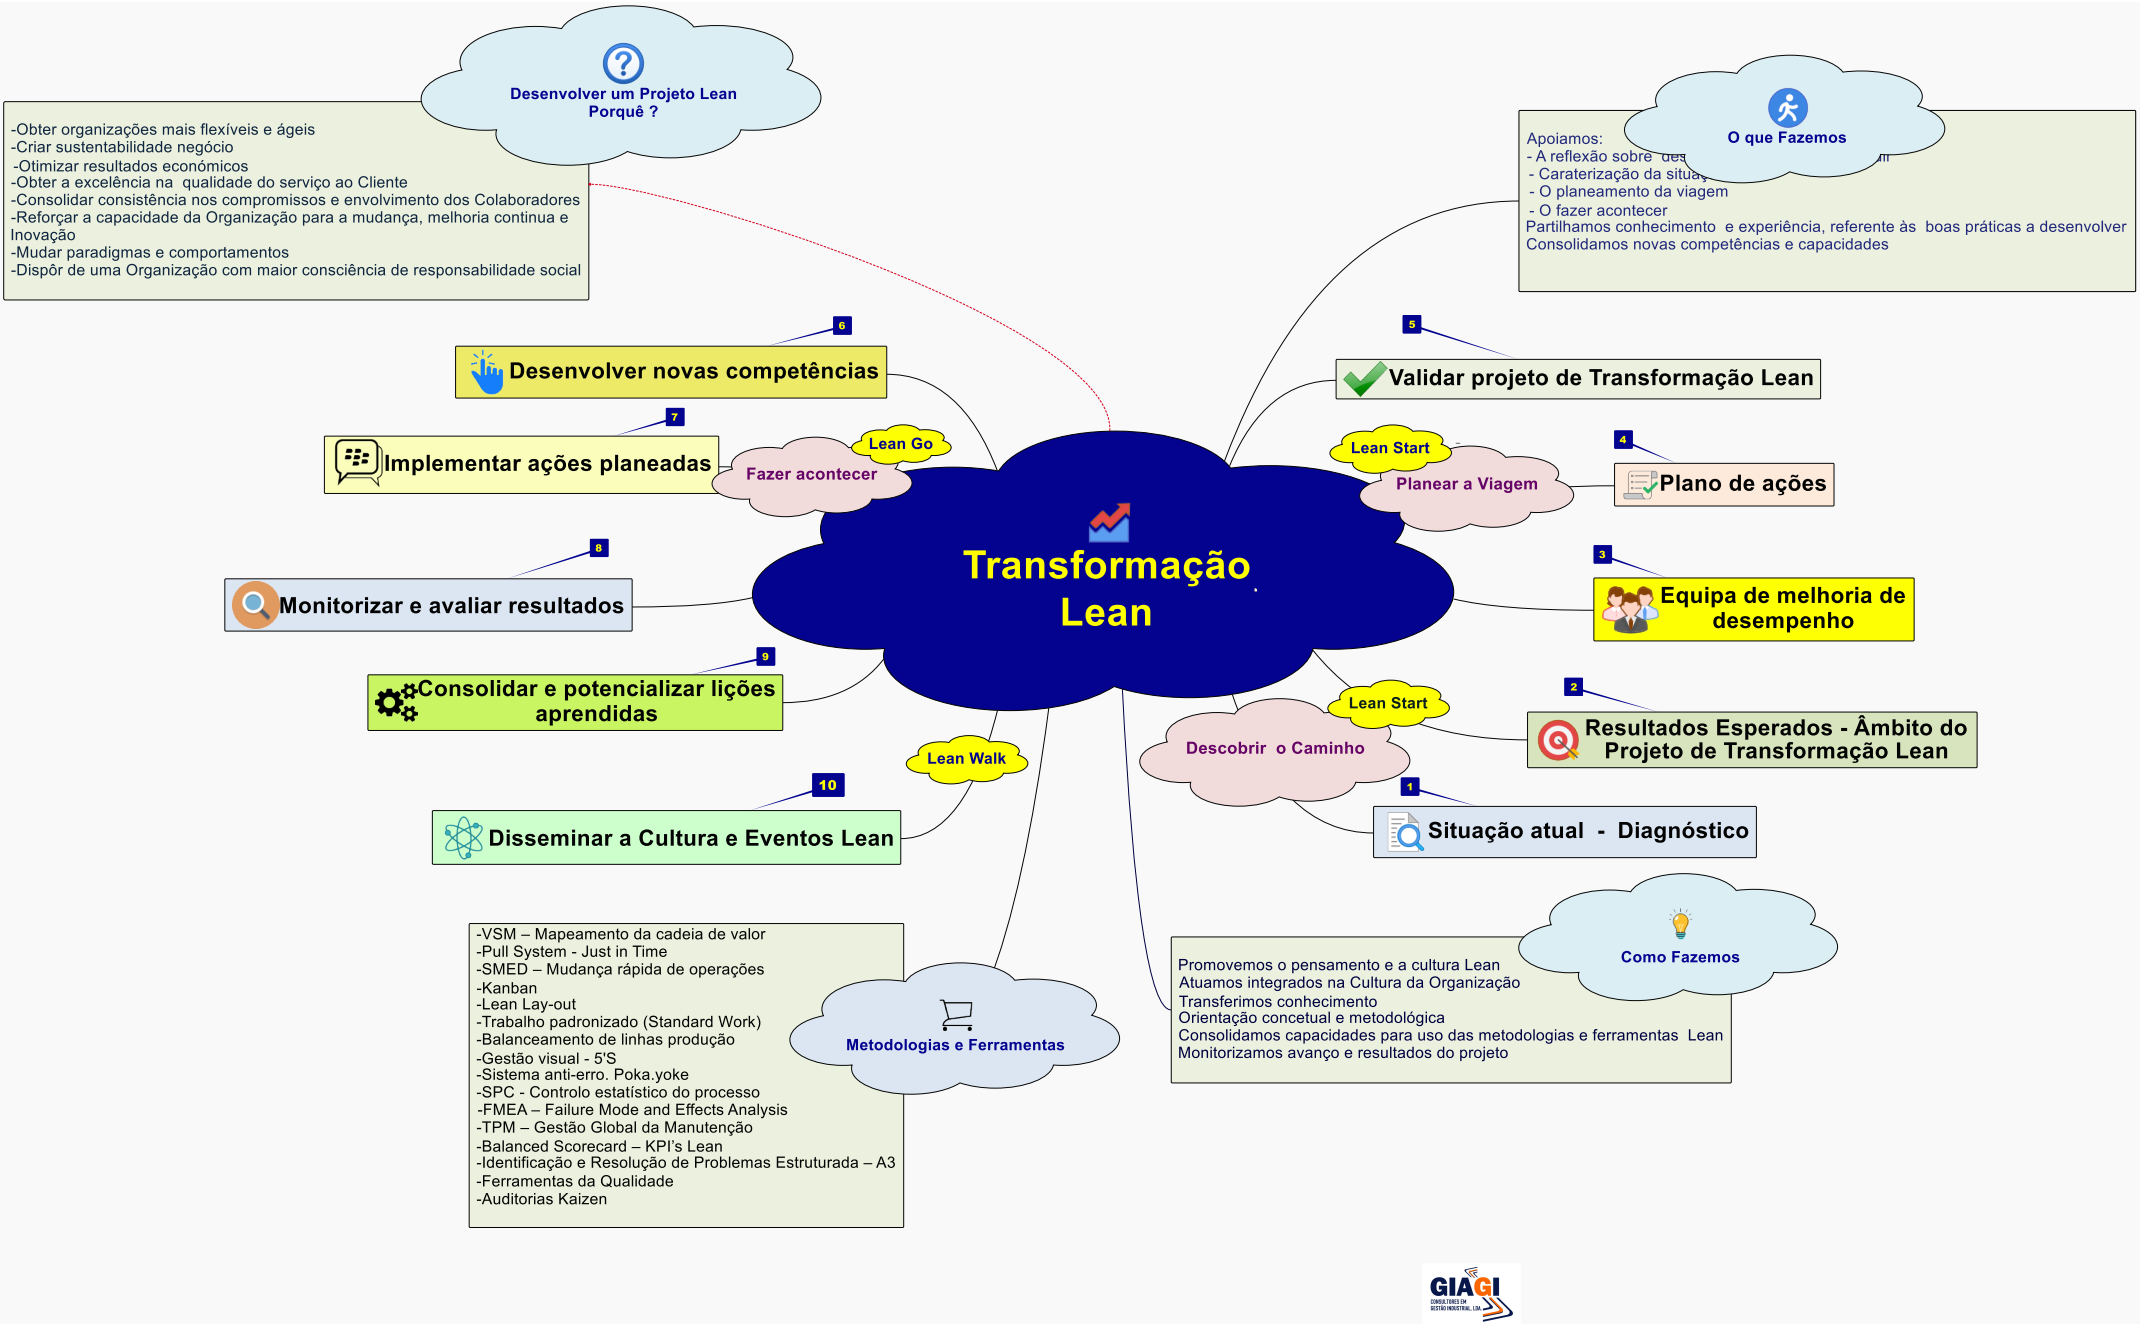 Desenvolver um Projeto Lean
Porquê ?
-Obter organizações mais flexíveis e ágeis
-Criar sustentabilidade negócio
-Otimizar resultados económicos
-Obter a excelência na qualidade do serviço ao Cliente
-Consolidar consistência nos compromissos e envolvimento dos Colaboradores
-Reforçar a capacidade da Organização para a mudança, melhoria continua e
Inovação
-Mudar paradigmas e comportamentos
-Dispôr de uma Organização com maior consciência de responsabilidade social
O que Fazemos
Apoiamos:
- A reflexão sobre
- Caraterização da
- O planeamento da viagem
- O fazer acontecer
Partilhamos conhecimento e experiência, referente às boas práticas a desenvolver
Consolidamos novas competências e capacidades
6
Desenvolver novas competências
5
Validar projeto de Transformação Lean
7
Implementar ações planeadas
Lean Go
Fazer acontecer
Lean Start
Planear a Viagem
4
Plano de ações
Transformação
Lean
8
Monitorizar e avaliar resultados
3
Equipa de melhoria de
desempenho
9
Consolidar e potencializar lições
aprendidas
Lean Start
Descobrir o Caminho
2
Resultados Esperados - Âmbito do
Projeto de Transformação Lean
Lean Walk
10
Disseminar a Cultura e Eventos Lean
1
Situação atual - Diagnóstico
-VSM – Mapeamento da cadeia de valor
-Pull System - Just in Time
-SMED – Mudança rápida de operações
-Kanban
-Lean Lay-out
-Trabalho padronizado (Standard Work)
-Balanceamento de linhas produção
-Gestão visual - 5'S
-Sistema anti-erro. Poka.yoke
-SPC - Controlo estatístico do processo
-FMEA – Failure Mode and Effects Analysis
-TPM – Gestão Global da Manutenção
-Balanced Scorecard – KPI's Lean
-Identificação e Resolução de Problemas Estruturada – A3
-Ferramentas da Qualidade
-Auditorias Kaizen
Metodologias e Ferramentas
Como Fazemos
Promovemos o pensamento e a cultura Lean
Atuamos integrados na Cultura da Organização
Transferimos conhecimento
Orientação concetual e metodológica
Consolidamos capacidades para uso das metodologias e ferramentas Lean
Monitorizamos avanço e resultados do projeto
GIAGI
CONSULTORES EM
GESTÃO INDUSTRIAL, LDA.